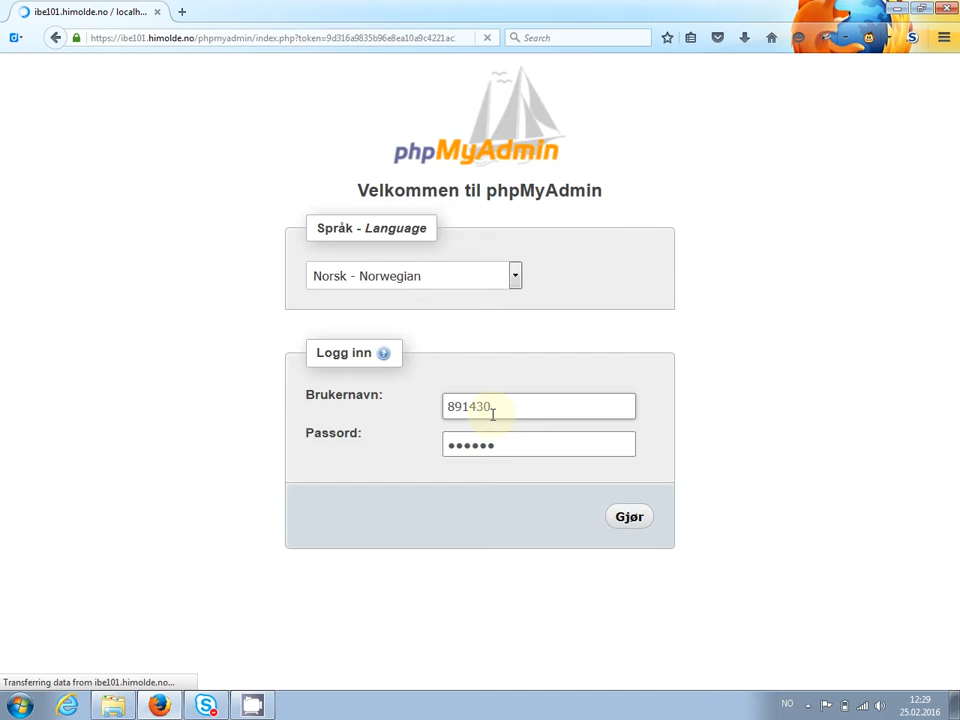 ibe101.himolde.no / localh...
https://ibe101.himolde.no/phpmyadmin/index.php?token=9d316a9835b96e8ea10a9c4221ac
Search
phpMyAdmin
Velkommen til phpMyAdmin
Språk - Language
Norsk - Norwegian
Logg inn
Brukernavn:
891430
Passord:
••••••
Gjør
Transferring data from ibe101.himolde.no...
NO
12:29
25.02.2016